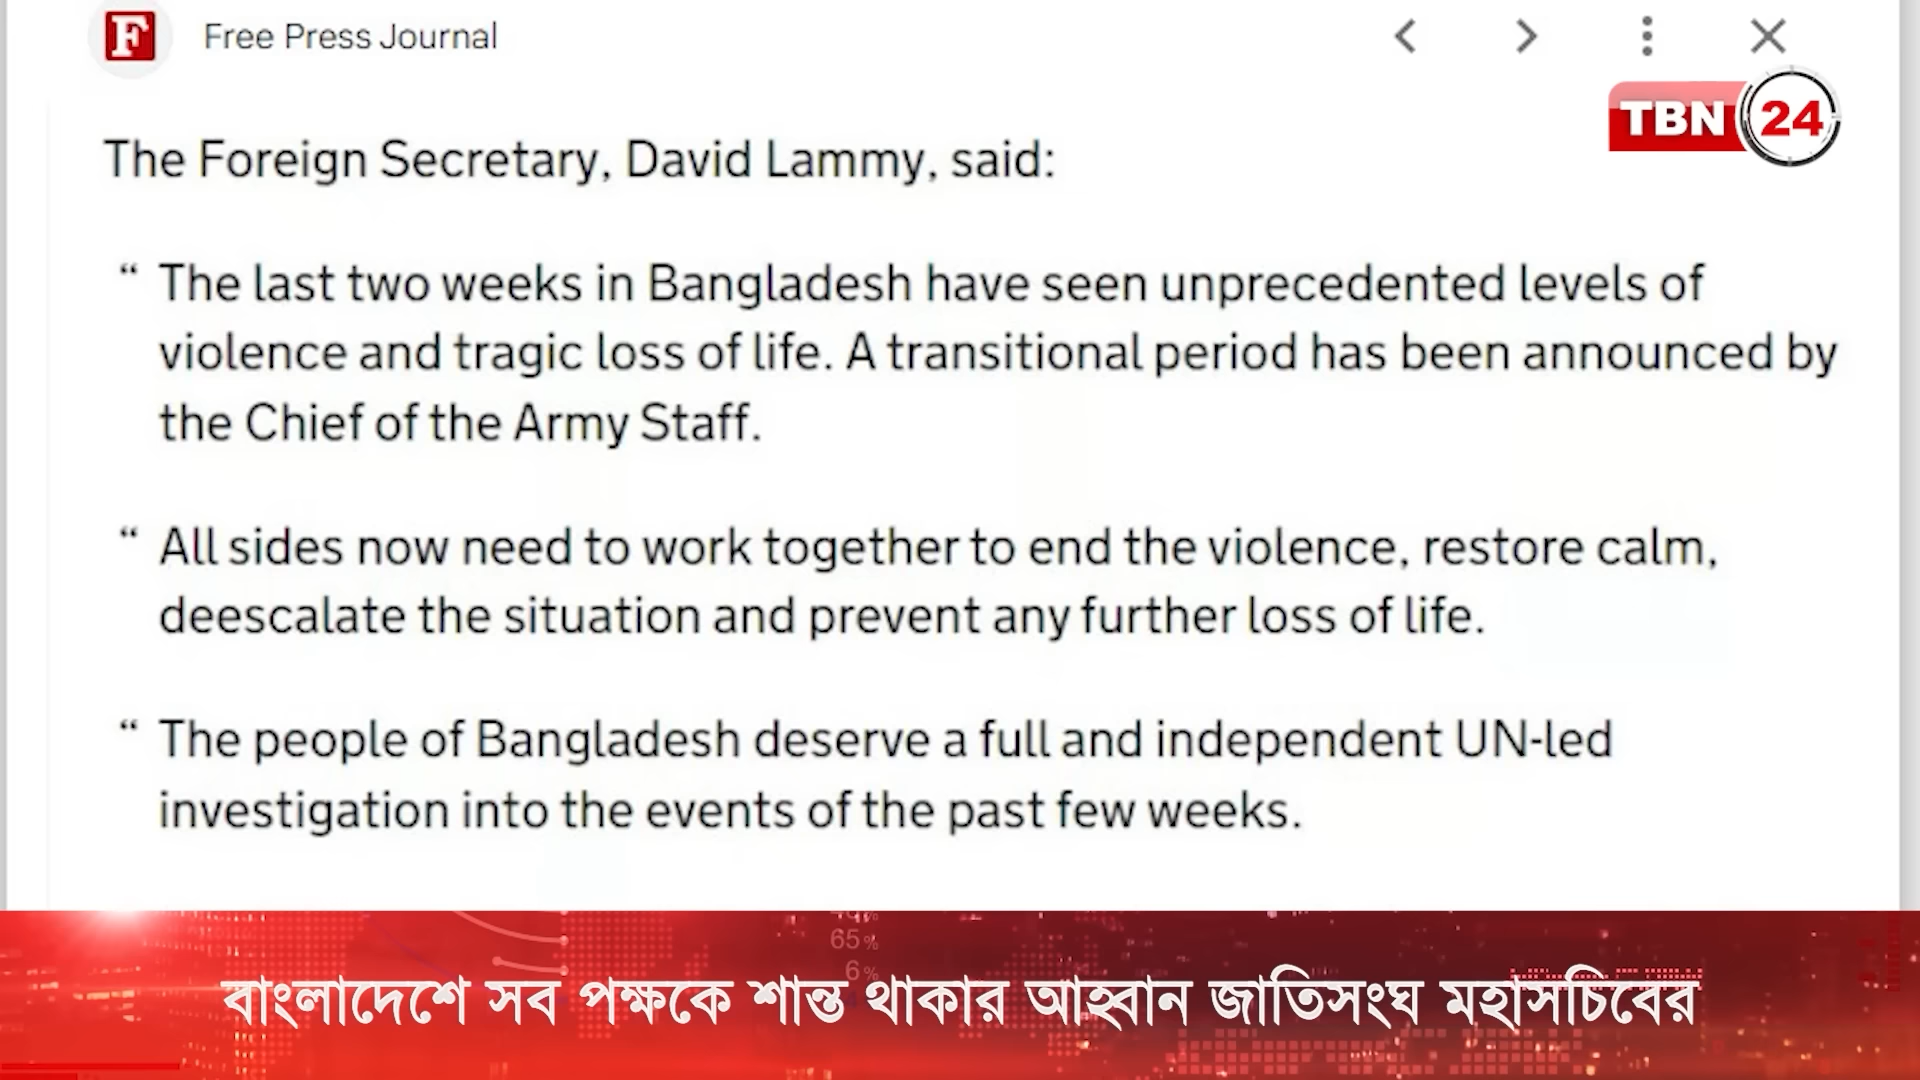 F
Free Press Journal
TBN 24
The Foreign Secretary, David Lammy, said:
“ The last two weeks in Bangladesh have seen unprecedented levels of
violence and tragic loss of life. A transitional period has been announced by
the Chief of the Army Staff.
“ All sides now need to work together to end the violence, restore calm,
deescalate the situation and prevent any further loss of life.
“ The people of Bangladesh deserve a full and independent UN-led
investigation into the events of the past few weeks.
65%
6%
বাংলাদেশে সব পক্ষকে শান্ত থাকার আহ্বান জাতিসংঘ মহাসচিবের